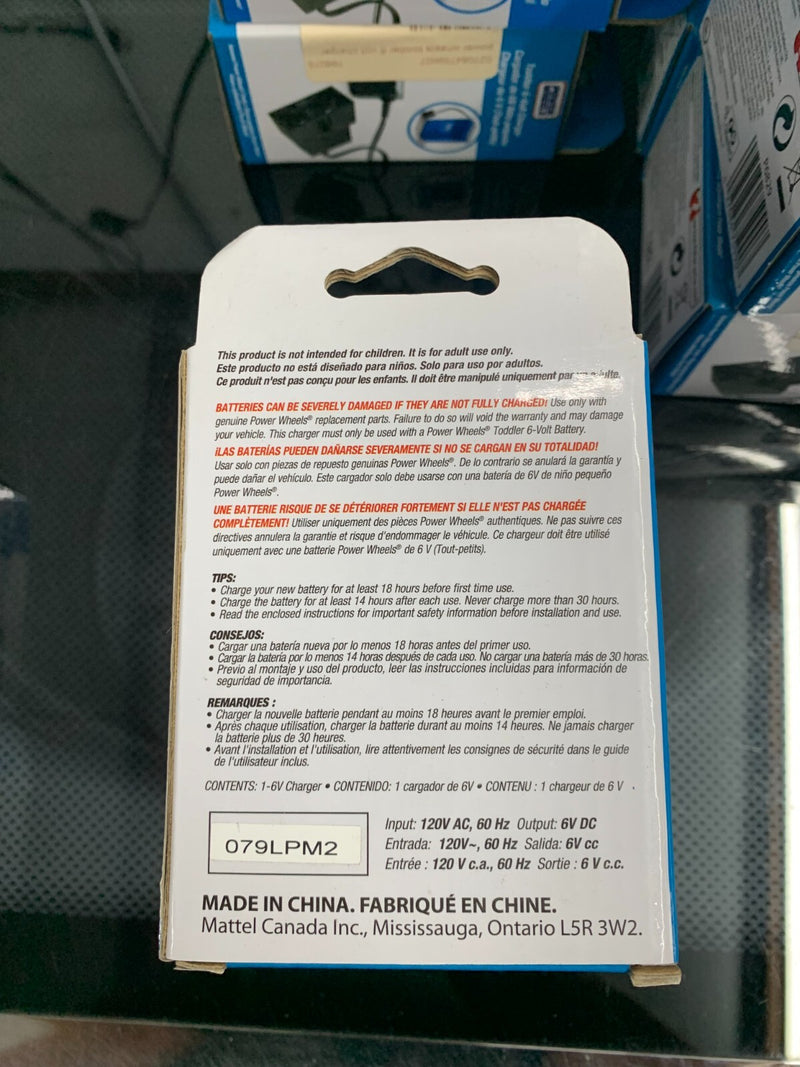 This product is not intended for children. It is for adult use only.
Este producto no está diseñado para niños. Solo para uso por adultos.
Ce produit n'est pas conçu pour les enfants. Il doit être manipulé uniquement par un adulte.
BATTERIES CAN BE SEVERELY DAMAGED IF THEY ARE NOT FULLY CHARGED! Use only with
genuine Power Wheels® replacement parts. Failure to do so will void the warranty and may damage
your vehicle. This charger must only be used with a Power Wheels® Toddler 6-Volt Battery.
¡LAS BATERÍAS PUEDEN DAÑARSE SEVERAMENTE SI NO SE CARGAN EN SU TOTALIDAD!
Usar solo con piezas de repuesto genuinas Power Wheels®. De lo contrario se anulará la garantía y
puede dañar el vehículo. Este cargador solo debe usarse con una batería de 6V de niño pequeño
Power Wheels®.
UNE BATTERIE RISQUE DE SE DÉTÉRIORER FORTEMENT SI ELLE N'EST PAS CHARGÉE
COMPLÈTEMENT! Utiliser uniquement des pièces Power Wheels® authentiques. Ne pas suivre ces
directives annulera la garantie et risque d'endommager le véhicule. Ce chargeur doit être utilisé
uniquement avec une batterie Power Wheels® de 6 V (Tout-petits).
TIPS:
• Charge your new battery for at least 18 hours before first time use.
• Charge the battery for at least 14 hours after each use. Never charge more than 30 hours.
• Read the enclosed instructions for important safety information before installation and use.
CONSEJOS:
• Cargar una batería nueva por lo menos 18 horas antes del primer uso.
• Cargar la batería por lo menos 14 horas después de cada uso. No cargar una batería más de 30 horas.
• Previo al montaje y uso del producto, leer las instrucciones incluidas para información de
seguridad de importancia.
REMARQUES :
• Charger la nouvelle batterie pendant au moins 18 heures avant le premier emploi.
• Après chaque utilisation, charger la batterie durant au moins 14 heures. Ne jamais charger
la batterie plus de 30 heures.
• Avant l'installation et l'utilisation, lire attentivement les consignes de sécurité dans le guide
de l'utilisateur inclus.
CONTENTS: 1-6V Charger • CONTENIDO: 1 cargador de 6V • CONTENU : 1 chargeur de 6 V
079LPM2
Input: 120V AC, 60 Hz Output: 6V DC
Entrada: 120V~, 60 Hz Salida: 6V cc
Entrée : 120 V c.a., 60 Hz Sortie : 6 V c.c.
MADE IN CHINA. FABRIQUÉ EN CHINE.
Mattel Canada Inc., Mississauga, Ontario L5R 3W2.